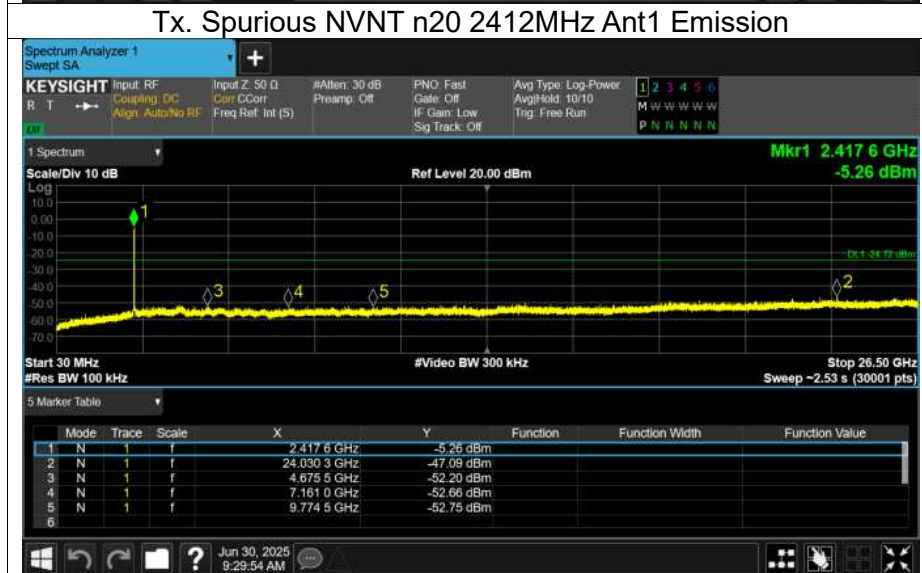 Tx. Spurious NVNT n20 2412MHz Ant1 Emission
Spectrum Analyzer 1
Swept SA
+
KEYSIGHT Input: RF Input Z: 50 Ω #Atten: 30 dB PNO: Fast Avg Type: Log-Power 1 2 3 4 5 6
R T Coupling: DC Corr CCorr Preamp: Off Gate: Off Avg|Hold: 10/10 M W W W W W
Align: Auto/No RF Freq Ref: Int (S) IF Gain: Low Trig: Free Run
Sig Track: Off P N N N N N
1 Spectrum Mkr1 2.417 6 GHz
Scale/Div 10 dB Ref Level 20.00 dBm -5.26 dBm
Log
10.0
0.00 1
-10.0
-20.0 DL1 -24.72 dBm
-30.0
-40.0 2
-50.0 3 4 5
-60.0
-70.0
Start 30 MHz #Video BW 300 kHz Stop 26.50 GHz
#Res BW 100 kHz Sweep ~2.53 s (30001 pts)
5 Marker Table
Mode Trace Scale X Y Function Function Width Function Value
1 N 1 f 2.417 6 GHz -5.26 dBm
2 N 1 f 24.030 3 GHz -47.09 dBm
3 N 1 f 4.675 5 GHz -52.20 dBm
4 N 1 f 7.161 0 GHz -52.66 dBm
5 N 1 f 9.774 5 GHz -52.75 dBm
6
? Jun 30, 2025
9:29:54 AM